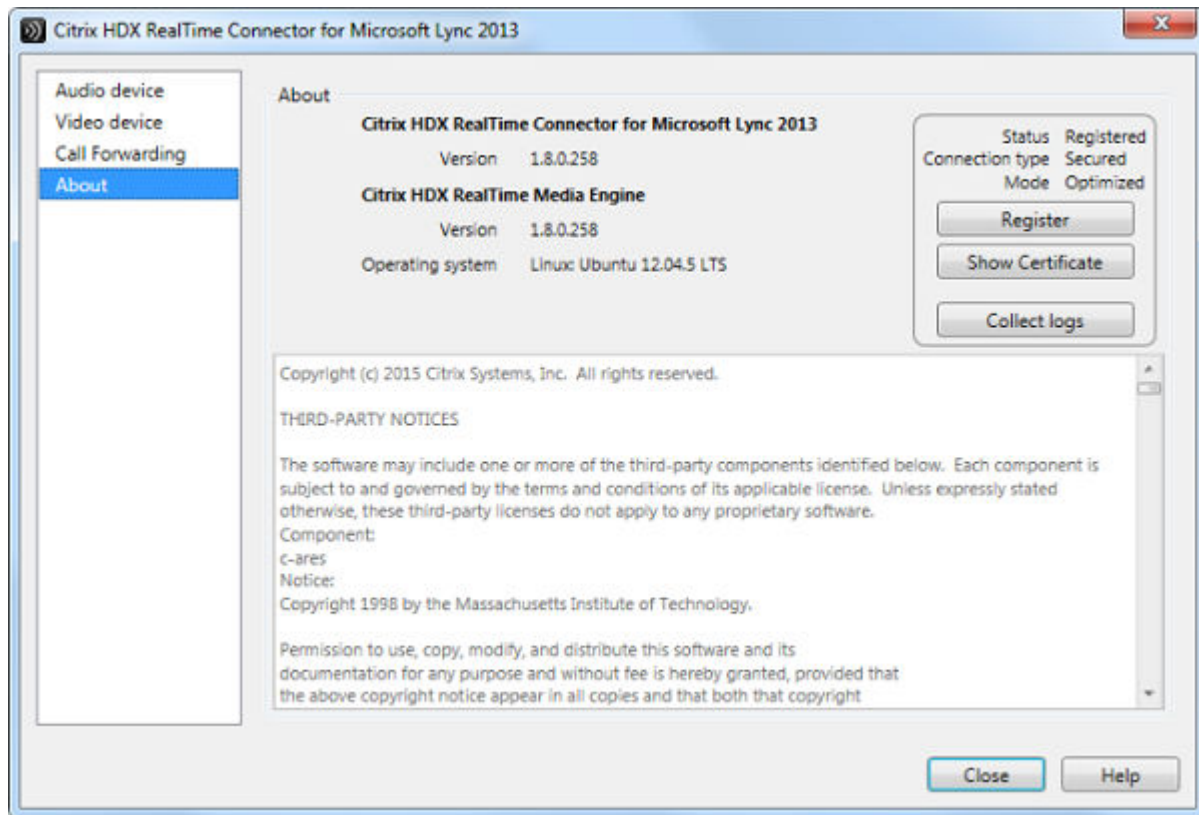 Citrix HDX RealTime Connector for Microsoft Lync 2013
Audio device
Video device
Call Forwarding
About
About
Citrix HDX RealTime Connector for Microsoft Lync 2013
Version 1.8.0.258
Citrix HDX RealTime Media Engine
Version 1.8.0.258
Operating system Linux: Ubuntu 12.04.5 LTS
Status Registered
Connection type Secured
Mode Optimized
Register
Show Certificate
Collect logs
Copyright (c) 2015 Citrix Systems, Inc. All rights reserved.
THIRD-PARTY NOTICES
The software may include one or more of the third-party components identified below. Each component is
subject to and governed by the terms and conditions of its applicable license. Unless expressly stated
otherwise, these third-party licenses do not apply to any proprietary software.
Component:
c-ares
Notice:
Copyright 1998 by the Massachusetts Institute of Technology.
Permission to use, copy, modify, and distribute this software and its
documentation for any purpose and without fee is hereby granted, provided that
the above copyright notice appear in all copies and that both that copyright
Close
Help